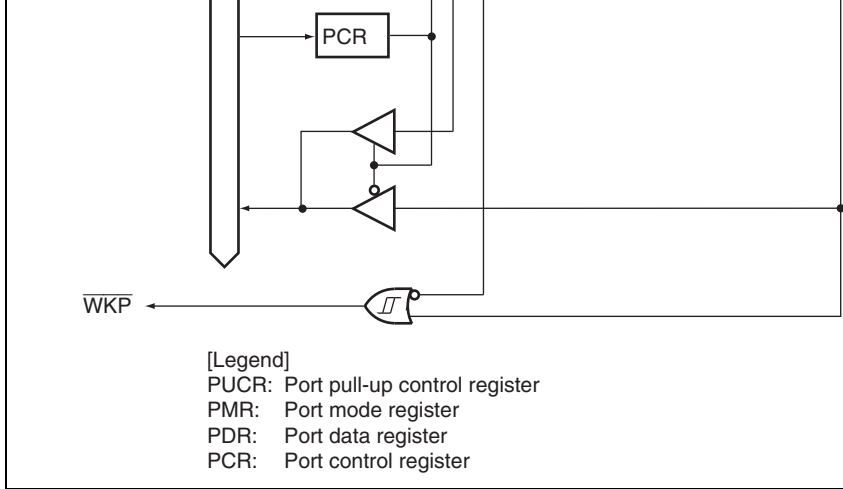 PCR
WKP
[Legend]
PUCR: Port pull-up control register
PMR: Port mode register
PDR: Port data register
PCR: Port control register